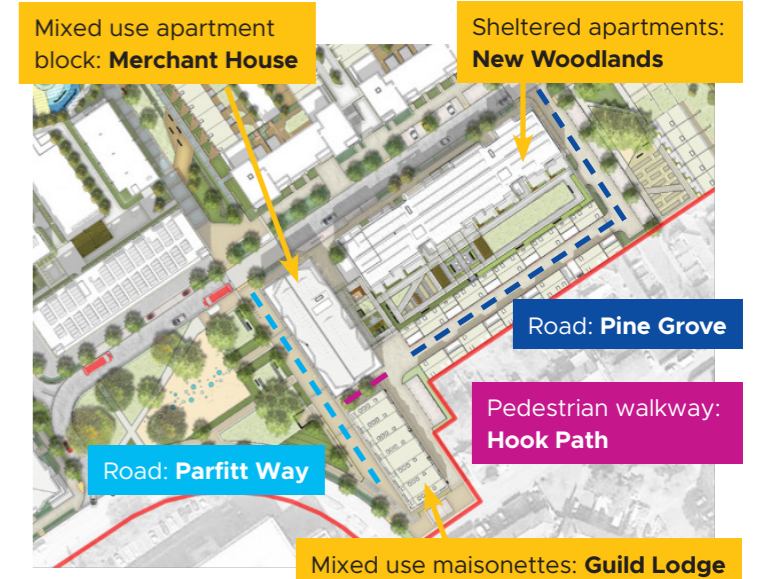 Mixed use apartment
block: Merchant House
Sheltered apartments:
New Woodlands
Road: Pine Grove
Pedestrian walkway:
Hook Path
Road: Parfitt Way
Mixed use maisonettes: Guild Lodge